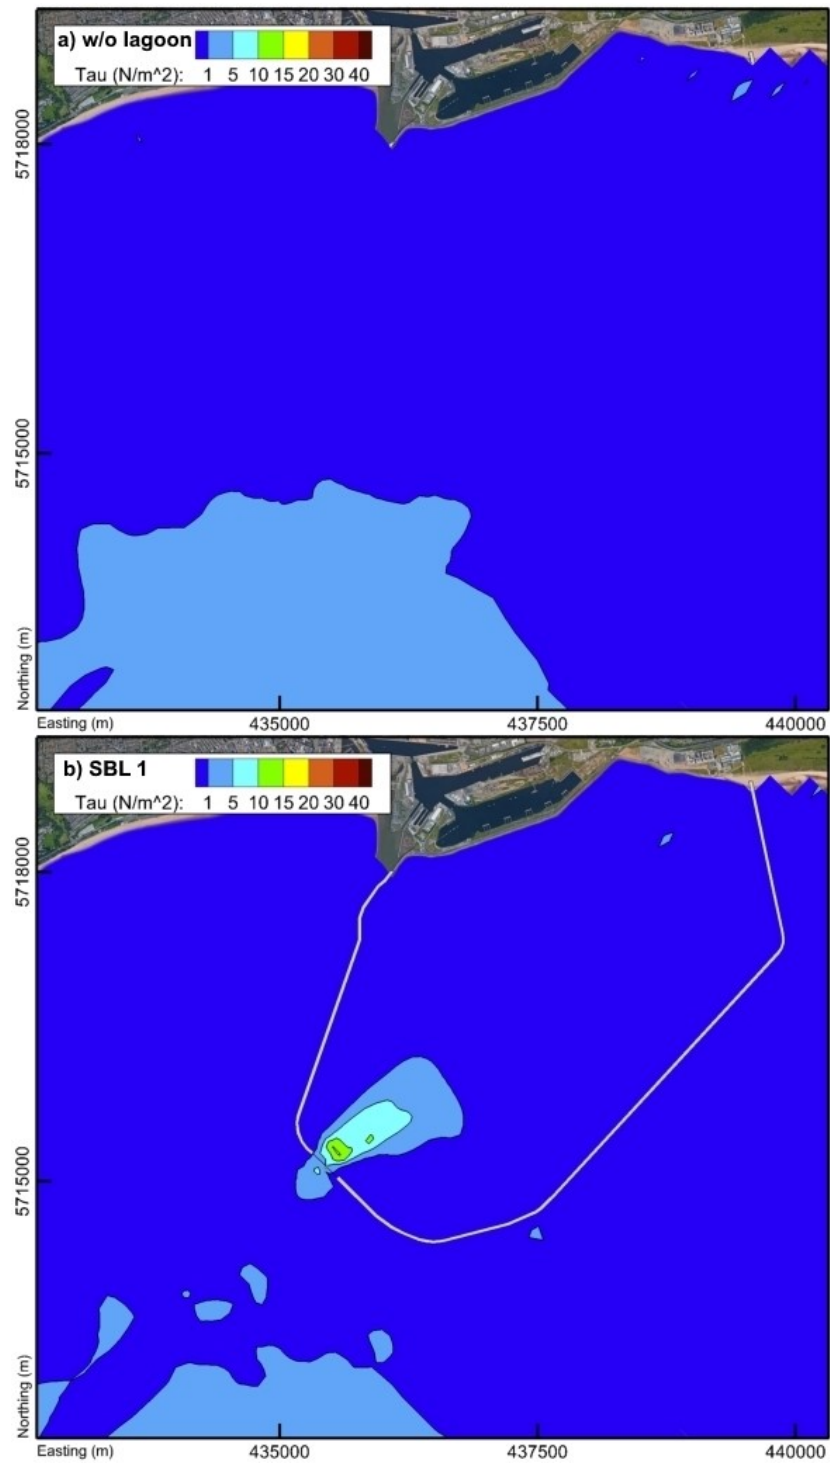 a) w/o lagoon
Tau (N/m^2): 1 5 10 15 20 30 40
5718000
5715000
Northing (m)
Easting (m) 435000 437500 440000
b) SBL 1
Tau (N/m^2): 1 5 10 15 20 30 40
5718000
5715000
Northing (m)
Easting (m) 435000 437500 440000